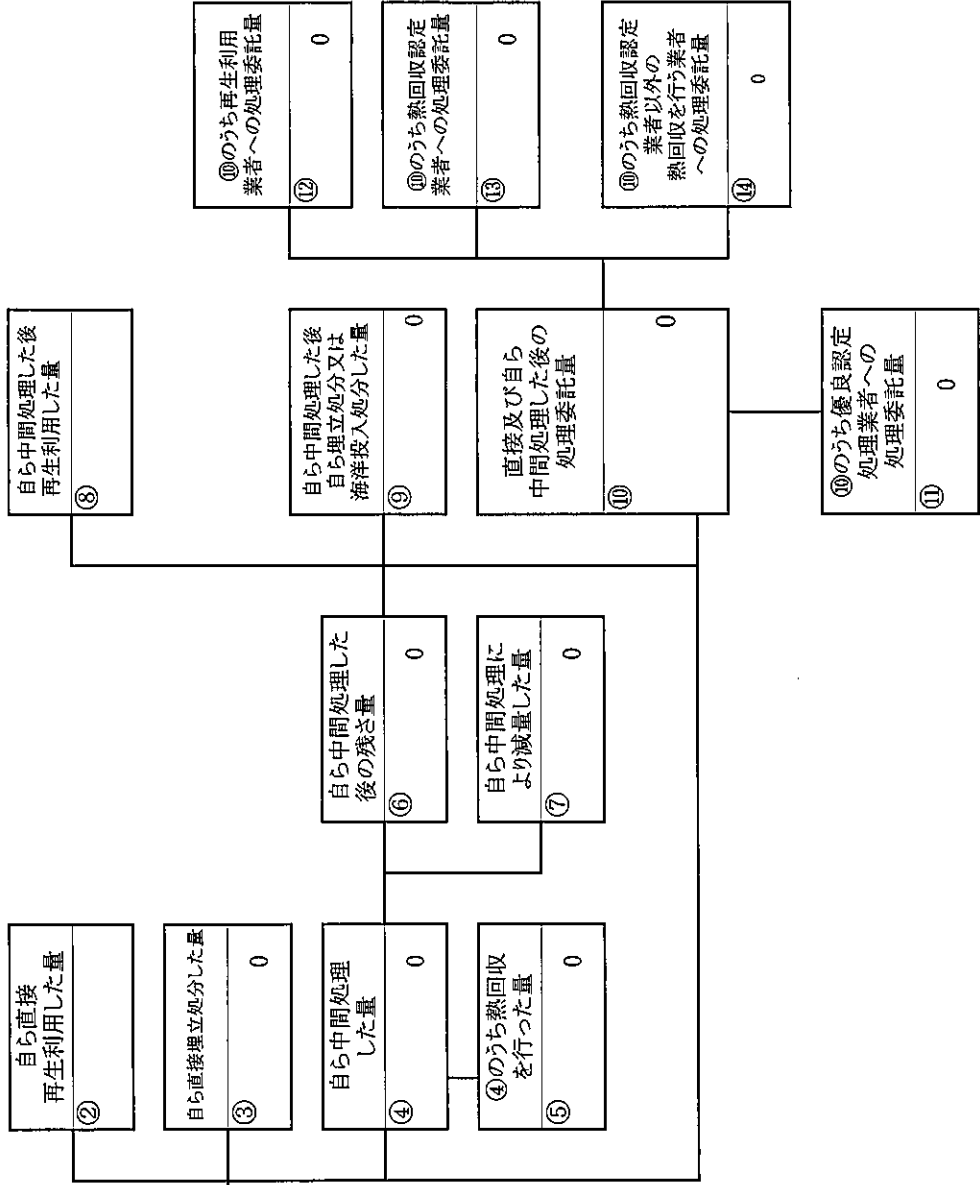 自ら直接
再生利用した量
②
自ら直接埋立処分した量
③
0
自ら中間処理
した量
④
0
④のうち熱回収
を行った量
⑤
0
自ら中間処理した
後の残さ量
⑥
0
自ら中間処理に
より減量した量
⑦
0
自ら中間処理した後
再生利用した量
⑧
自ら中間処理した後
自ら埋立処分又は
海洋投入処分した量
⑨
0
直接及び自ら
中間処理した後の
処理委託量
⑩
0
⑩のうち優良認定
処理業者への
処理委託量
⑪
0
⑩のうち再生利用
業者への処理委託量
⑫
0
⑩のうち熱回収認定
業者への処理委託量
⑬
0
⑩のうち熱回収認定
業者以外の
熱回収を行う業者
への処理委託量
⑭
0